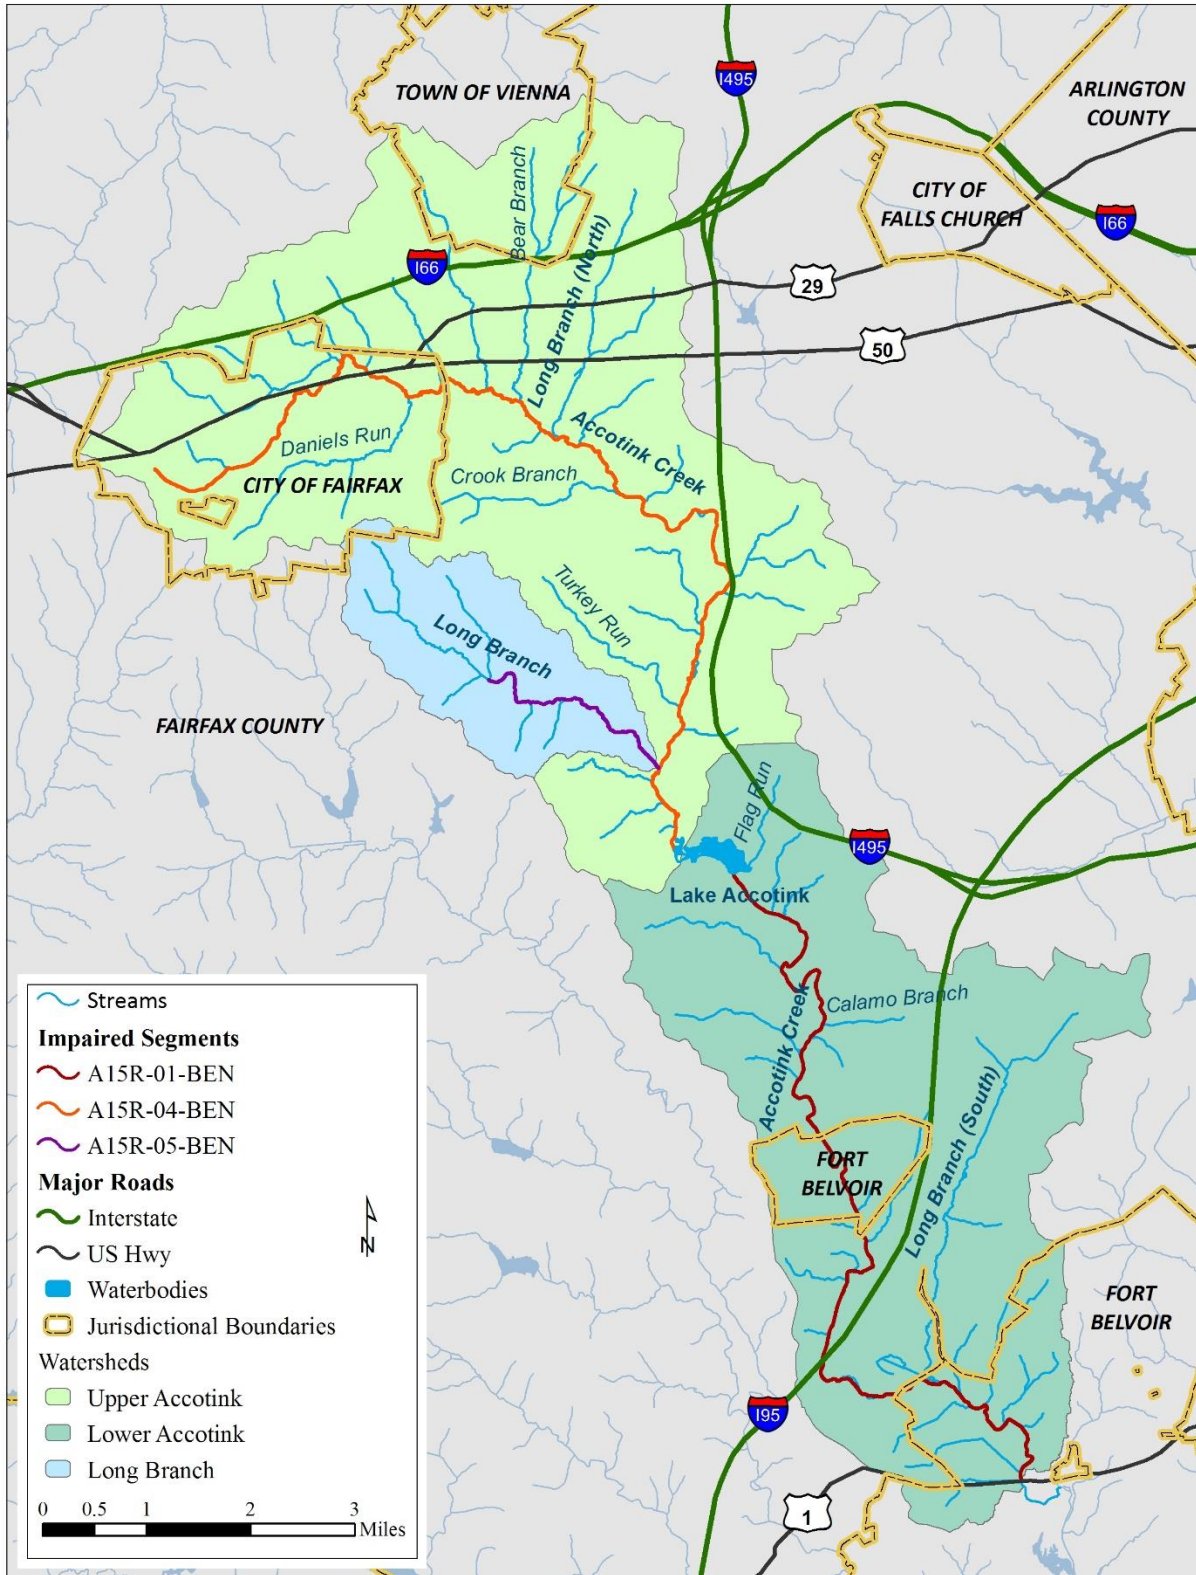 TOWN OF VIENNA
I495
ARLINGTON
COUNTY
CITY OF
FALLS CHURCH
I66
Bear Branch
Long Branch (North)
I66
29
50
Accotink Creek
Daniels Run
CITY OF FAIRFAX
Crook Branch
Turkey Run
Long Branch
FAIRFAX COUNTY
Flag Run
I495
Lake Accotink
Calamo Branch
Accotink Creek
Long Branch (South)
FORT
BELVOIR
FORT
BELVOIR
I95
1
Streams
Impaired Segments
A15R-01-BEN
A15R-04-BEN
A15R-05-BEN
Major Roads
Interstate
US Hwy
N
Waterbodies
Jurisdictional Boundaries
Watersheds
Upper Accotink
Lower Accotink
Long Branch
0 0.5 1 2 3
Miles